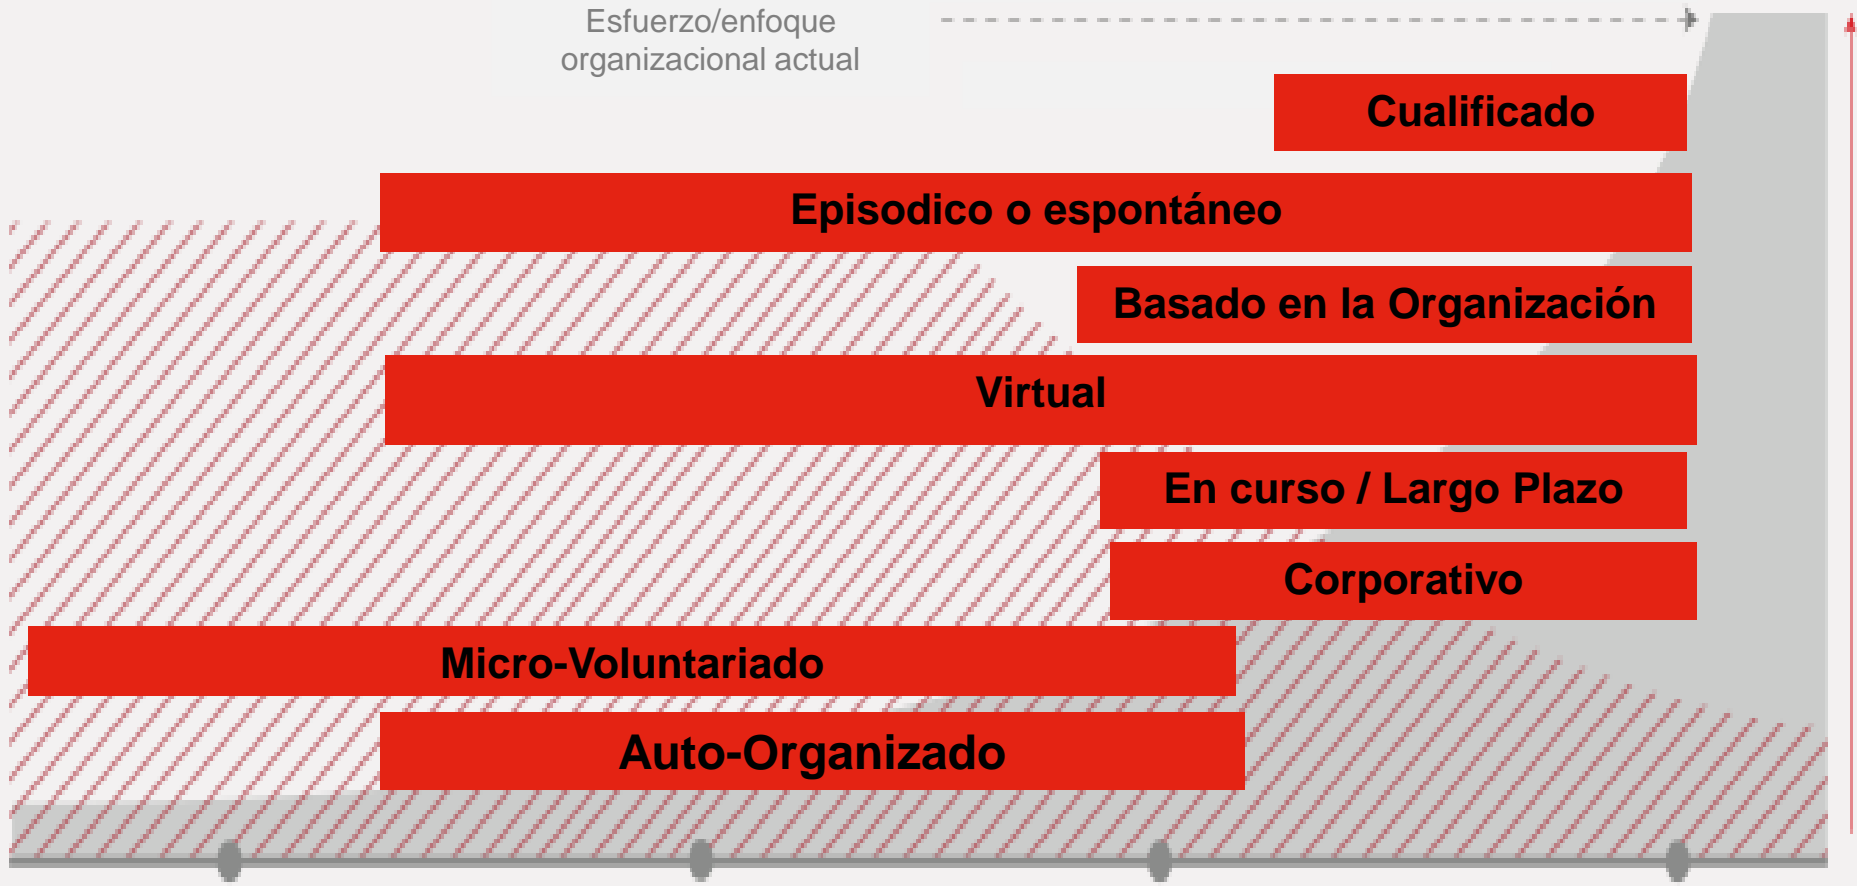 Esfuerzo/enfoque
organizacional actual
Cualificado
Episodico o espontáneo
Basado en la Organización
Virtual
En curso / Largo Plazo
Corporativo
Micro-Voluntariado
Auto-Organizado